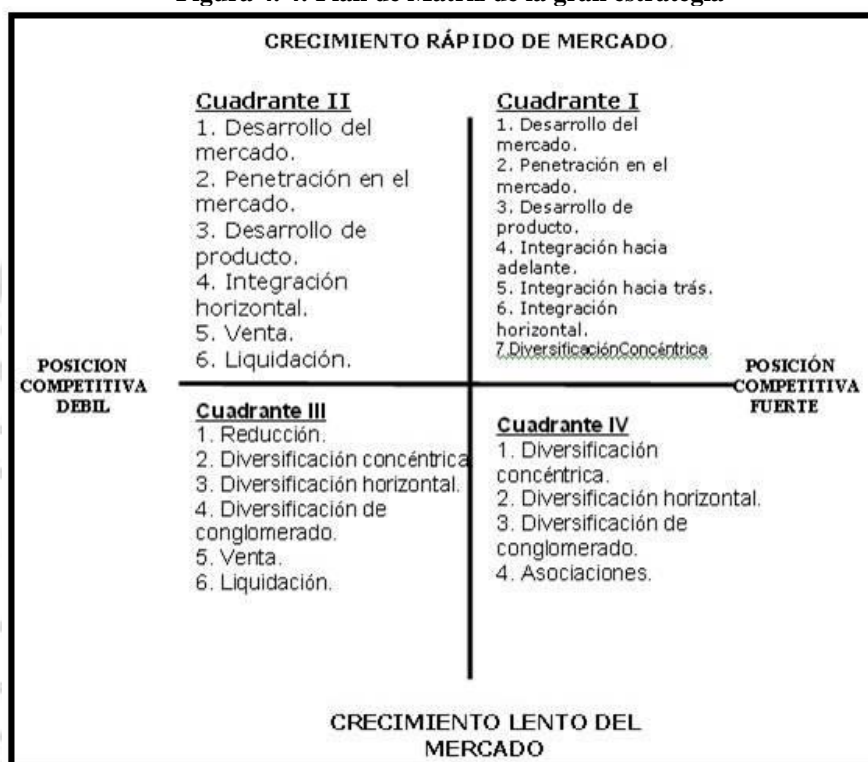 CRECIMIENTO RÁPIDO DE MERCADO.
Cuadrante II
1. Desarrollo del
mercado.
2. Penetración en el
mercado.
3. Desarrollo de
producto.
4. Integración
horizontal.
5. Venta.
6. Liquidación.
Cuadrante I
1. Desarrollo del
mercado.
2. Penetración en el
mercado.
3. Desarrollo de
producto.
4. Integración hacia
adelante.
5. Integración hacia trás.
6. Integración
horizontal.
7.DiversificaciónConcéntrica
POSICION
COMPETITIVA
DEBIL
POSICIÓN
COMPETITIVA
FUERTE
Cuadrante III
1. Reducción.
2. Diversificación concéntrica
3. Diversificación horizontal.
4. Diversificación de
conglomerado.
5. Venta.
6. Liquidación.
Cuadrante IV
1. Diversificación
concéntrica.
2. Diversificación horizontal.
3. Diversificación de
conglomerado.
4. Asociaciones.
CRECIMIENTO LENTO DEL
MERCADO